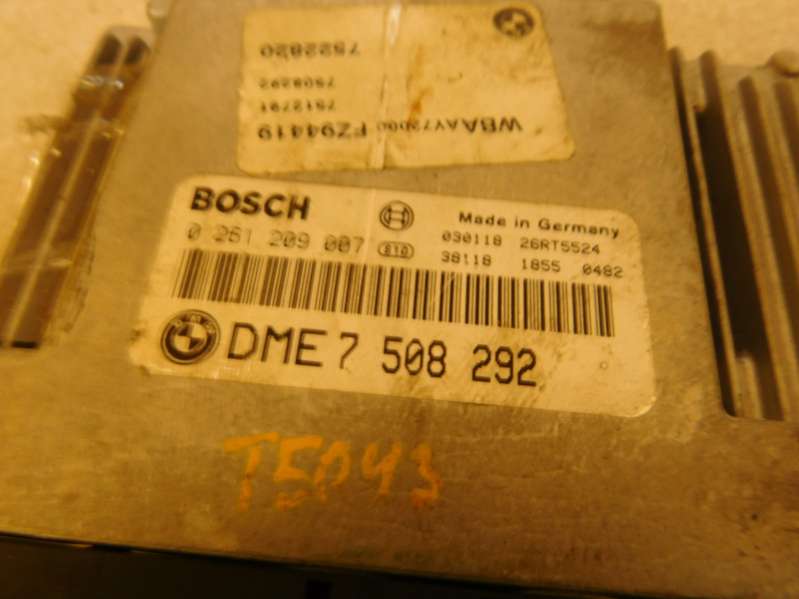 7522820
7508292
7512791
WBAAY72000 FZ94419
BOSCH
Made in Germany
0 261 209 007 S10 030118 26RT5524
38118 1855 0482
DME 7 508 292
T5043